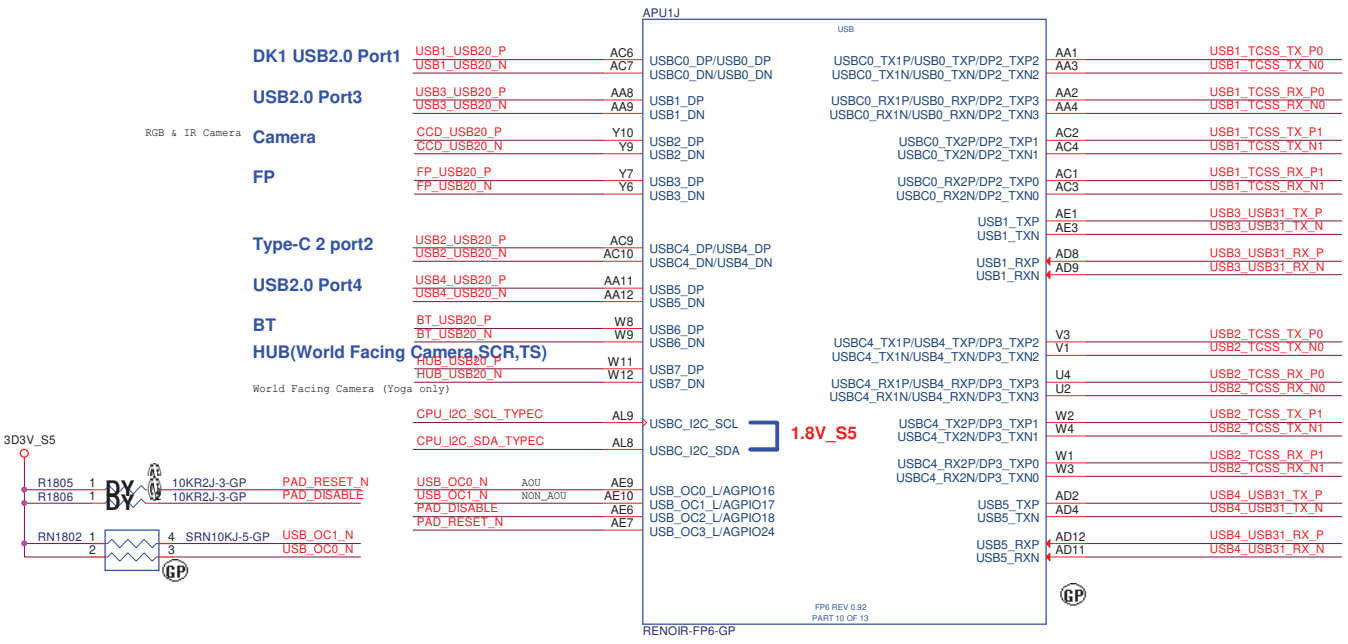 APU1J
USB
DK1 USB2.0 Port1
USB1_USB20_P AC6 USBC0_DP/USB0_DP USBC0_TX1P/USB0_TXP/DP2_TXP2 AA1 USB1_TCSS_TX_P0
USB1_USB20_N AC7 USBC0_DN/USB0_DN USBC0_TX1N/USB0_TXN/DP2_TXN2 AA3 USB1_TCSS_TX_N0
USB2.0 Port3
USB3_USB20_P AA8 USB1_DP USBC0_RX1P/USB0_RXP/DP2_TXP3 AA2 USB1_TCSS_RX_P0
USB3_USB20_N AA9 USB1_DN USBC0_RX1N/USB0_RXN/DP2_TXN3 AA4 USB1_TCSS_RX_N0
RGB & IR Camera Camera
CCD_USB20_P Y10 USB2_DP USBC0_TX2P/DP2_TXP1 AC2 USB1_TCSS_TX_P1
CCD_USB20_N Y9 USB2_DN USBC0_TX2N/DP2_TXN1 AC4 USB1_TCSS_TX_N1
FP
FP_USB20_P Y7 USB3_DP USBC0_RX2P/DP2_TXP0 AC1 USB1_TCSS_RX_P1
FP_USB20_N Y6 USB3_DN USBC0_RX2N/DP2_TXN0 AC3 USB1_TCSS_RX_N1
USB1_TXP AE1 USB3_USB31_TX_P
USB1_TXN AE3 USB3_USB31_TX_N
Type-C 2 port2
USB2_USB20_P AC9 USBC4_DP/USB4_DP
USB2_USB20_N AC10 USBC4_DN/USB4_DN
USB1_RXP AD8 USB3_USB31_RX_P
USB1_RXN AD9 USB3_USB31_RX_N
USB2.0 Port4
USB4_USB20_P AA11 USB5_DP
USB4_USB20_N AA12 USB5_DN
BT
BT_USB20_P W8 USB6_DP
BT_USB20_N W9 USB6_DN
USBC4_TX1P/USB4_TXP/DP3_TXP2 V3 USB2_TCSS_TX_P0
USBC4_TX1N/USB4_TXN/DP3_TXN2 V1 USB2_TCSS_TX_N0
HUB(World Facing Camera,SCR,TS)
HUB_USB20_P W11 USB7_DP USBC4_RX1P/USB4_RXP/DP3_TXP3 U4 USB2_TCSS_RX_P0
HUB_USB20_N W12 USB7_DN USBC4_RX1N/USB4_RXN/DP3_TXN3 U2 USB2_TCSS_RX_N0
World Facing Camera (Yoga only)
CPU_I2C_SCL_TYPEC AL9 USBC_I2C_SCL USBC4_TX2P/DP3_TXP1 W2 USB2_TCSS_TX_P1
1.8V_S5 USBC4_TX2N/DP3_TXN1 W4 USB2_TCSS_TX_N1
CPU_I2C_SDA_TYPEC AL8 USBC_I2C_SDA
USBC4_RX2P/DP3_TXP0 W1 USB2_TCSS_RX_P1
USBC4_RX2N/DP3_TXN0 W3 USB2_TCSS_RX_N1
3D3V_S5
R1805 1 DY 10KR2J-3-GP PAD_RESET_N
R1806 1 DY 2 10KR2J-3-GP PAD_DISABLE
USB_OC0_N AOU AE9 USB_OC0_L/AGPIO16
USB_OC1_N NON_AOU AE10 USB_OC1_L/AGPIO17
PAD_DISABLE AE6 USB_OC2_L/AGPIO18
PAD_RESET_N AE7 USB_OC3_L/AGPIO24
USB5_TXP AD2 USB4_USB31_TX_P
USB5_TXN AD4 USB4_USB31_TX_N
RN1802 1 4 SRN10KJ-5-GP USB_OC1_N
2 3 USB_OC0_N
USB5_RXP AD12 USB4_USB31_RX_P
USB5_RXN AD11 USB4_USB31_RX_N
GP
GP
FP6 REV 0.92
PART 10 OF 13
RENOIR-FP6-GP